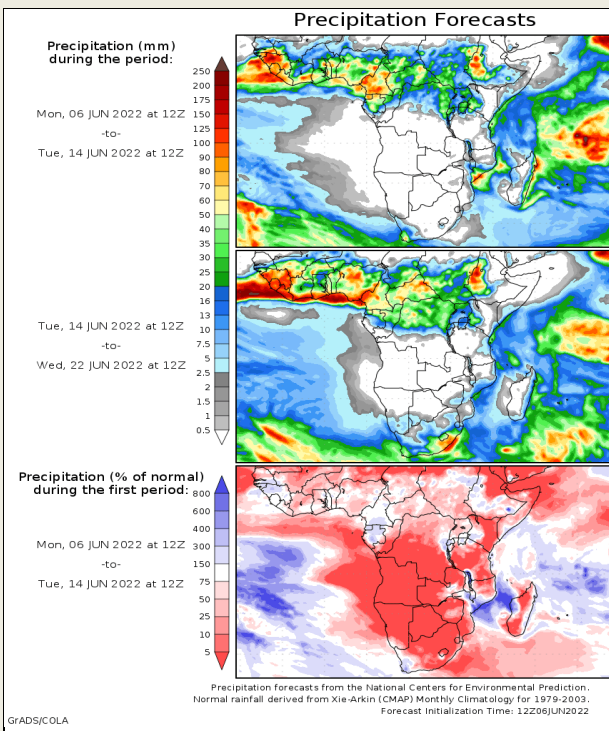 Precipitation Forecasts
Precipitation (mm)
during the period:
Mon, 06 JUN 2022 at 12Z
-to-
Tue, 14 JUN 2022 at 12Z
250
200
175
150
125
100
90
80
70
60
50
40
35
30
25
20
16
13
10
7.5
5
2.5
2
1.5
1
0.5
Tue, 14 JUN 2022 at 12Z
-to-
Wed, 22 JUN 2022 at 12Z
Precipitation (% of normal)
during the first period:
Mon, 06 JUN 2022 at 12Z
-to-
Tue, 14 JUN 2022 at 12Z
800
600
400
300
150
75
50
25
10
5
Precipitation forecasts from the National Centers for Environmental Prediction.
Normal rainfall derived from Xie-Arkin (CMAP) Monthly Climatology for 1979-2003.
Forecast Initialization Time: 12Z06JUN2022
GrADS/COLA